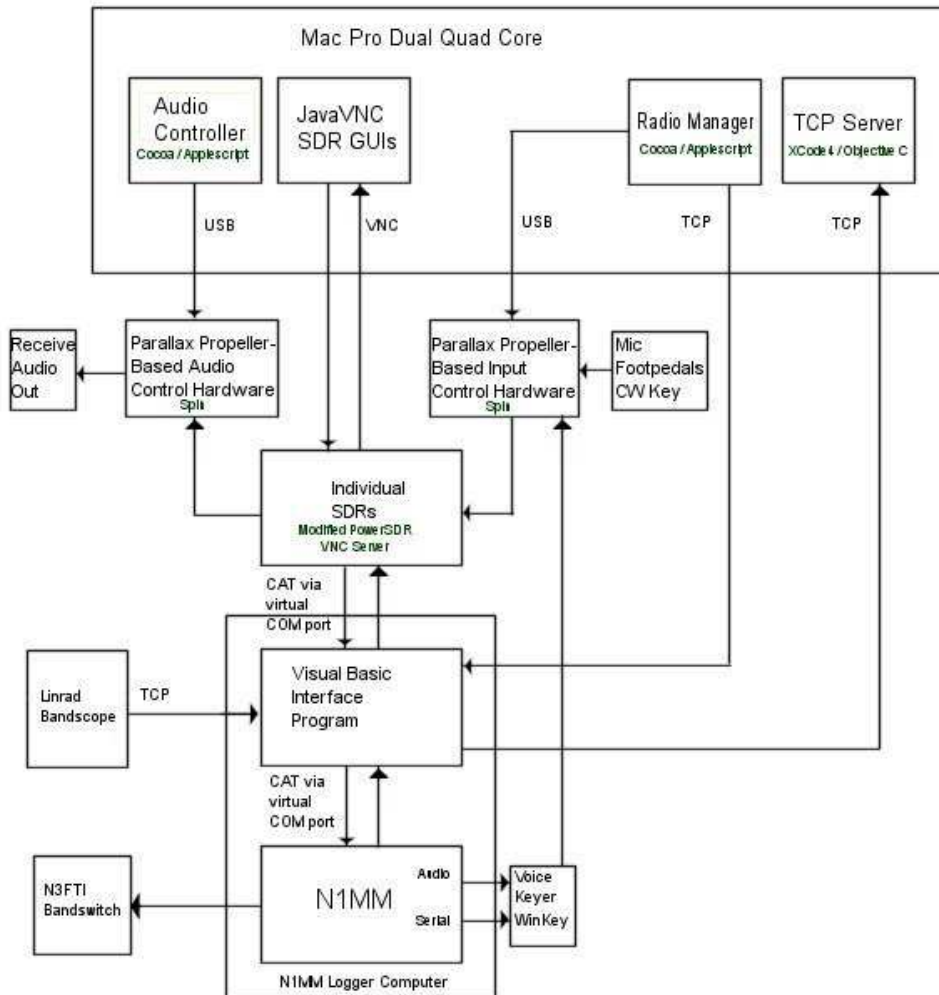 Mac Pro Dual Quad Core
Audio
Controller
Cocoa / Applescript
JavaVNC
SDR GUIs
Radio Manager
Cocoa / Applescript
TCP Server
XCode4 / Objective C
USB
VNC
USB
TCP
TCP
Receive
Audio
Out
Parallax Propeller-
Based Audio
Control Hardware
Spin
Parallax Propeller-
Based Input
Control Hardware
Spin
Mic
Footpedals
CW Key
Individual
SDRs
Modified PowerSDR
VNC Server
CAT via
virtual
COM port
Linrad
Bandscope
TCP
Visual Basic
Interface
Program
CAT via
virtual
COM port
N3FTI
Bandswitch
N1MM
Audio
Serial
Voice
Keyer
WinKey
N1MM Logger Computer